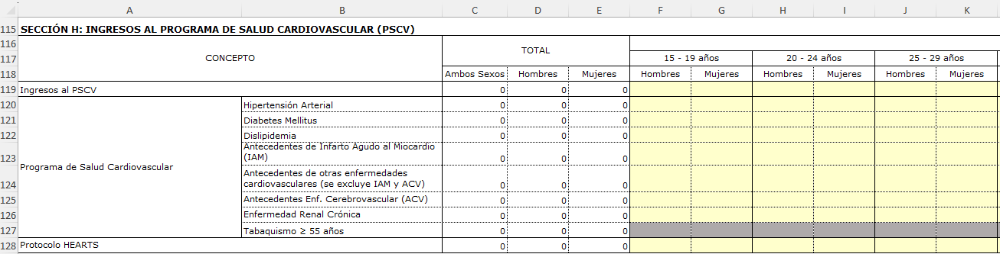 A B C D E F G H I J K
115 SECCIÓN H: INGRESOS AL PROGRAMA DE SALUD CARDIOVASCULAR (PSCV)
116
CONCEPTO TOTAL
117 15 - 19 años 20 - 24 años 25 - 29 años
118 Ambos Sexos Hombres Mujeres Hombres Mujeres Hombres Mujeres Hombres Mujeres
119 Ingresos al PSCV 0 0 0
120 Hipertensión Arterial 0 0 0
121 Diabetes Mellitus 0 0 0
122 Dislipidemia 0 0 0
Antecedentes de Infarto Agudo al Miocardio
123 (IAM) 0 0 0
Programa de Salud Cardiovascular
Antecedentes de otras enfermedades
124 cardiovasculares (se excluye IAM y ACV) 0 0 0
125 Antecedentes Enf. Cerebrovascular (ACV) 0 0 0
126 Enfermedad Renal Crónica 0 0 0
127 Tabaquismo ≥ 55 años 0 0 0
128 Protocolo HEARTS 0 0 0